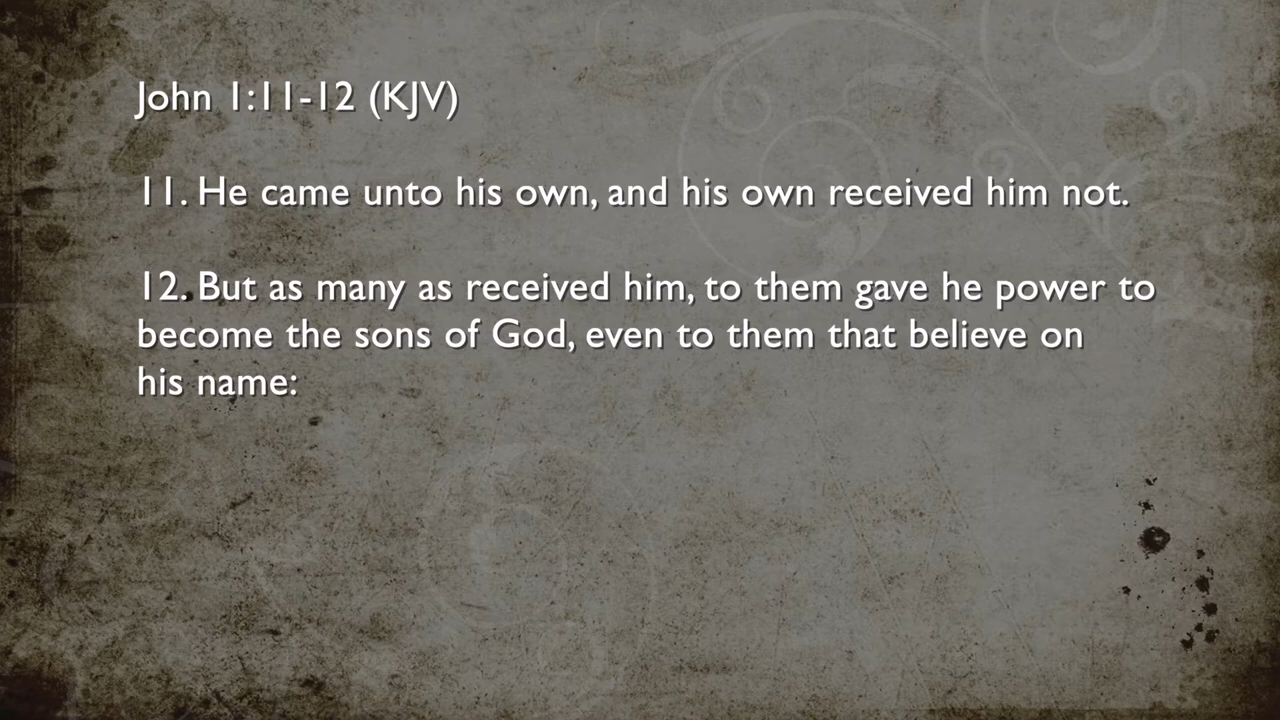 John 1:11-12 (KJV)
11. He came unto his own, and his own received him not.
12. But as many as received him, to them gave he power to
become the sons of God, even to them that believe on
his name: